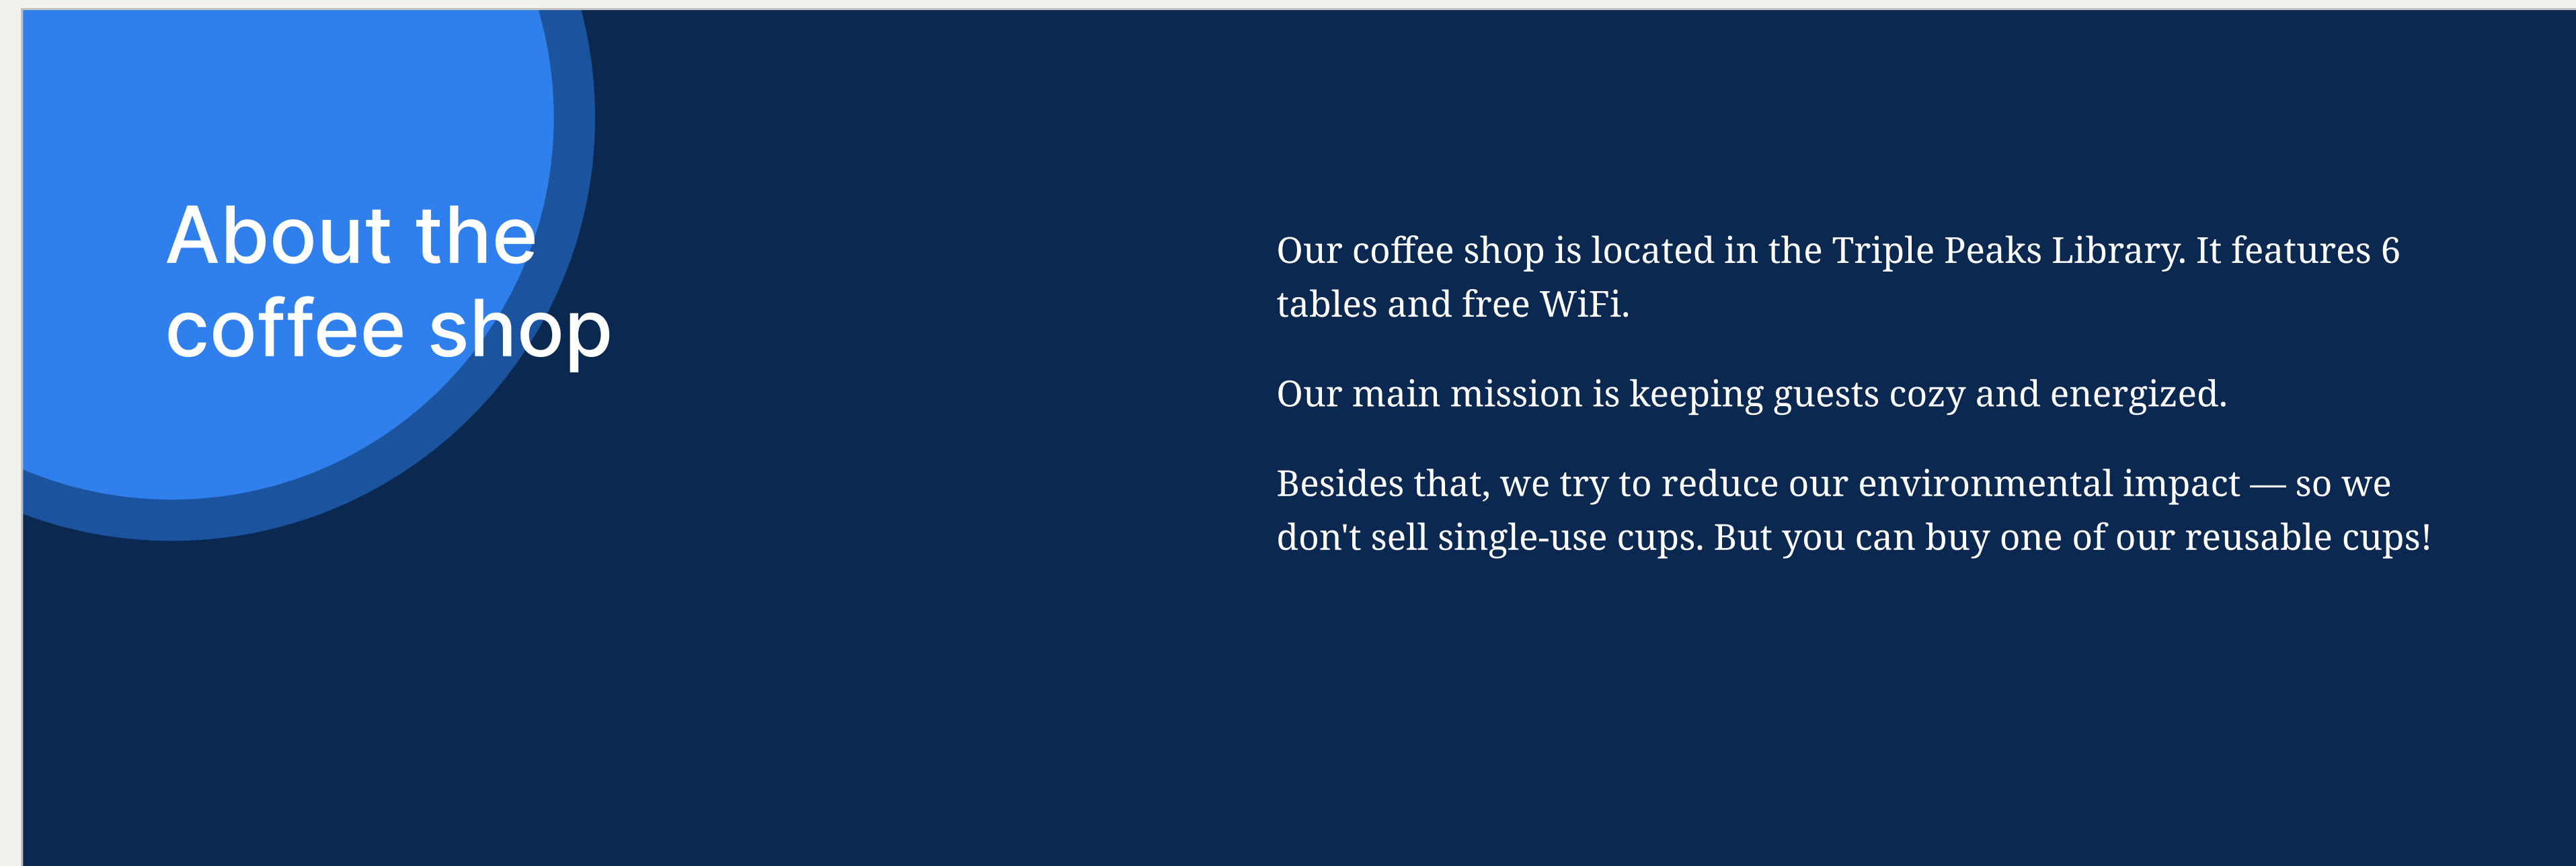 About the
coffee shop
Our coffee shop is located in the Triple Peaks Library. It features 6
tables and free WiFi.
Our main mission is keeping guests cozy and energized.
Besides that, we try to reduce our environmental impact — so we
don't sell single-use cups. But you can buy one of our reusable cups!